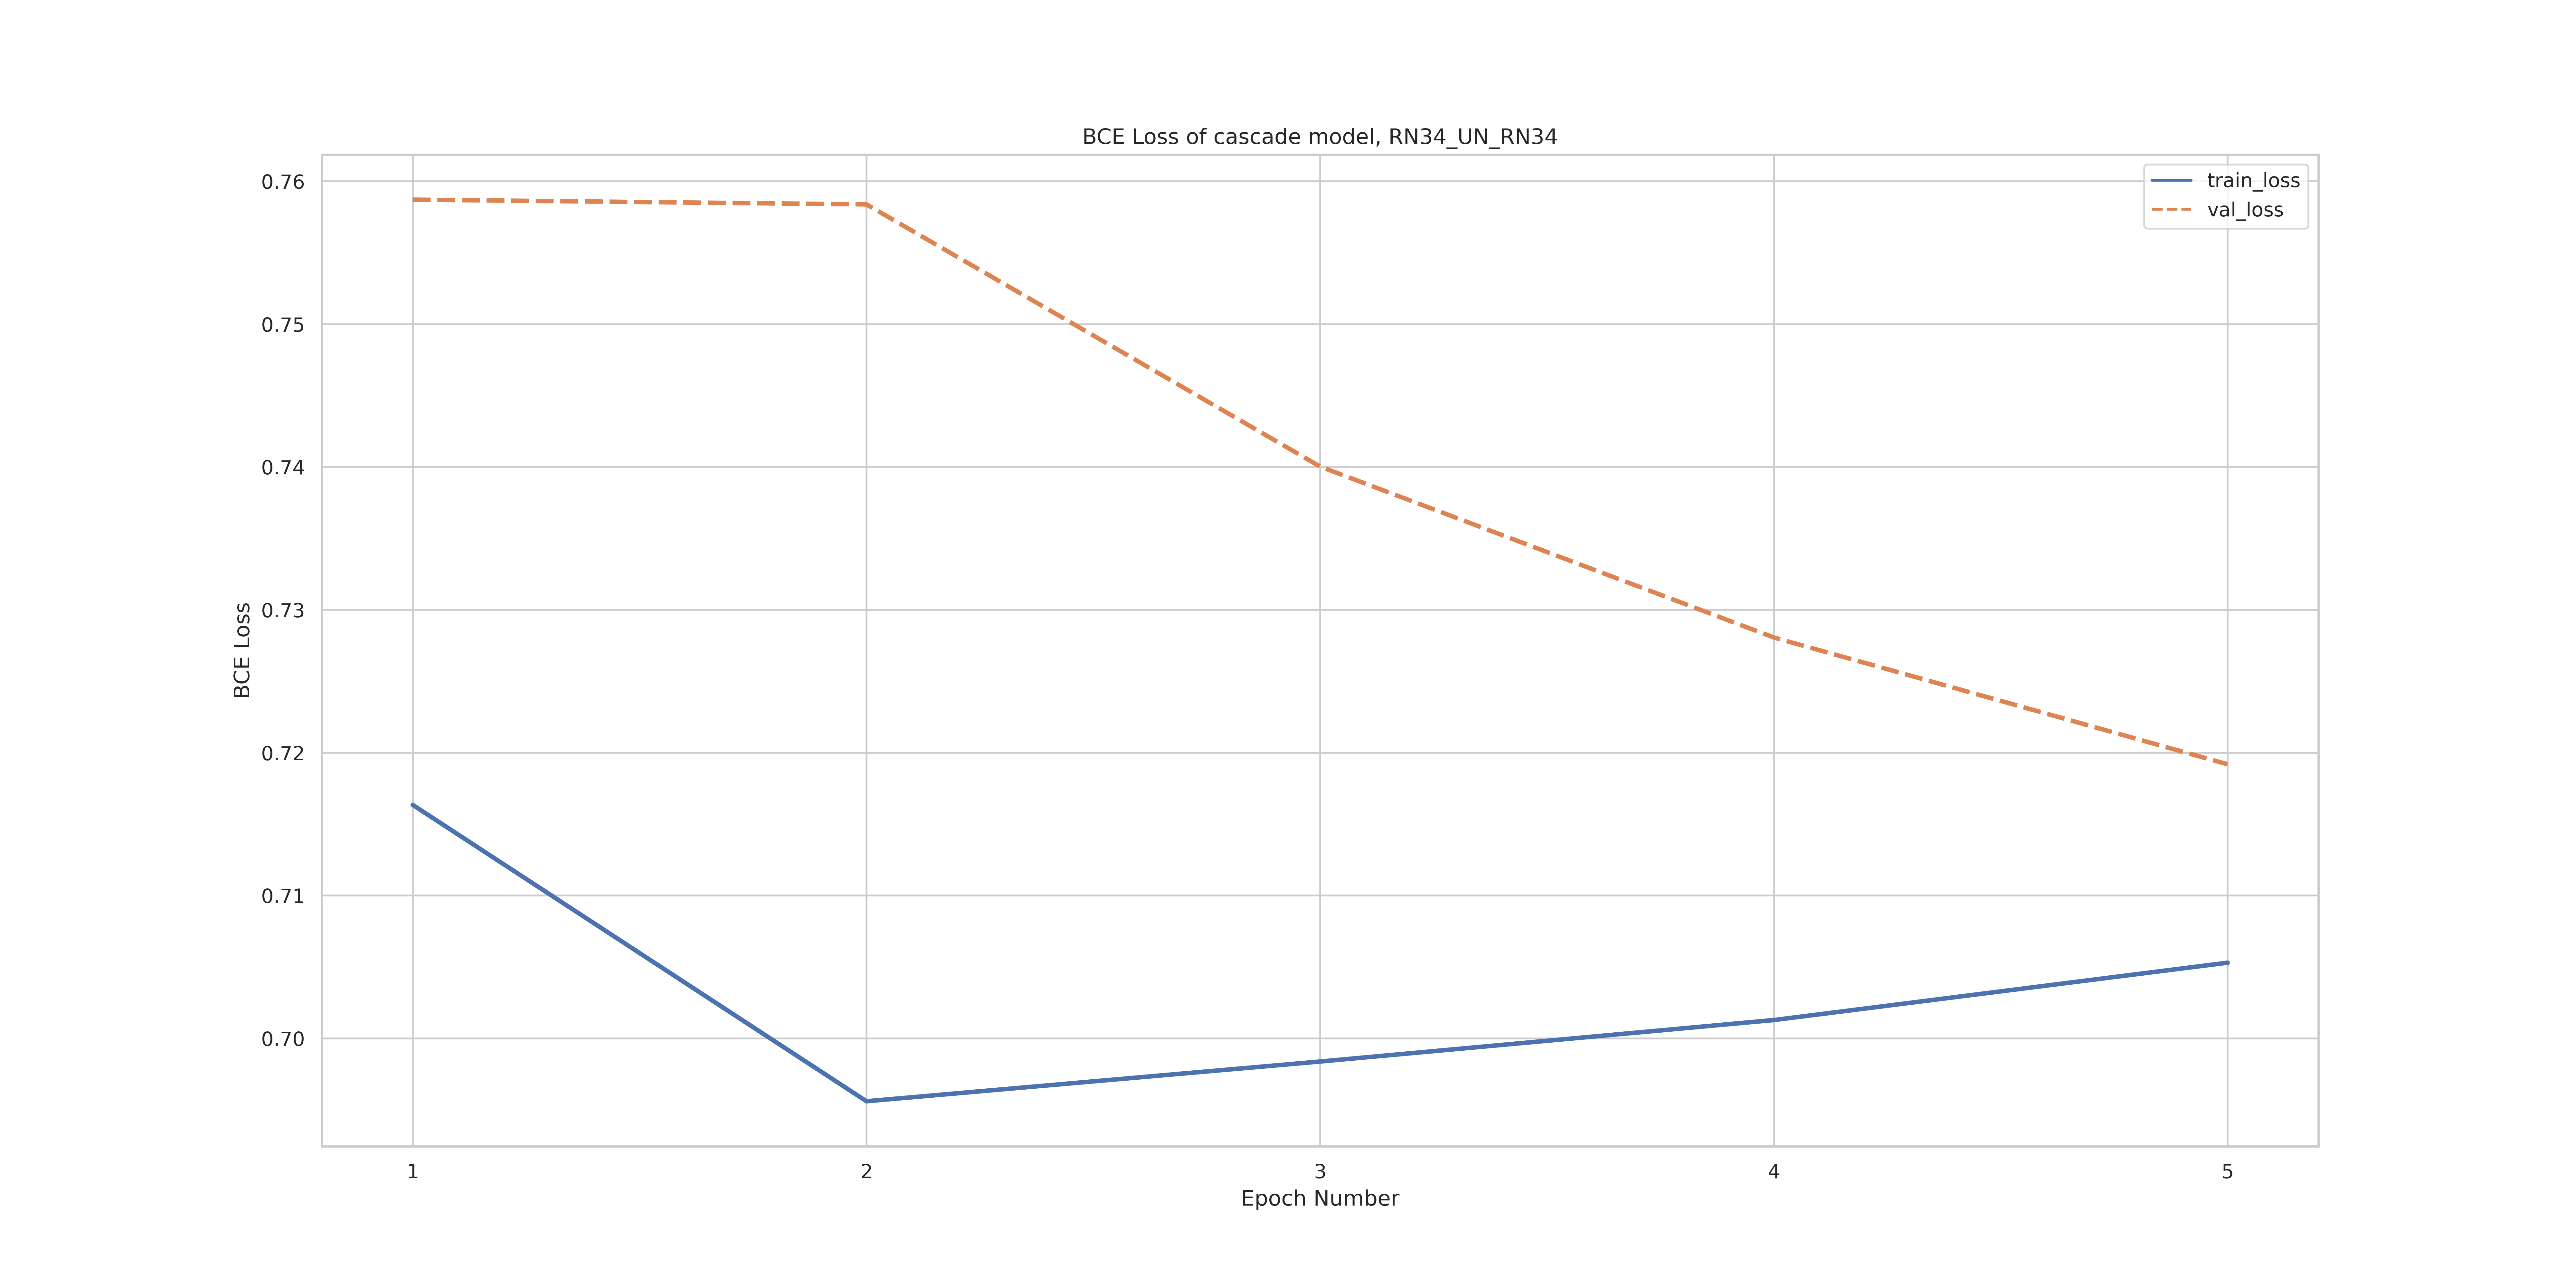 BCE Loss of cascade model, RN34_UN_RN34
train_loss
val_loss
0.76
0.75
0.74
0.73
0.72
0.71
0.70
BCE Loss
1 2 3 4 5
Epoch Number